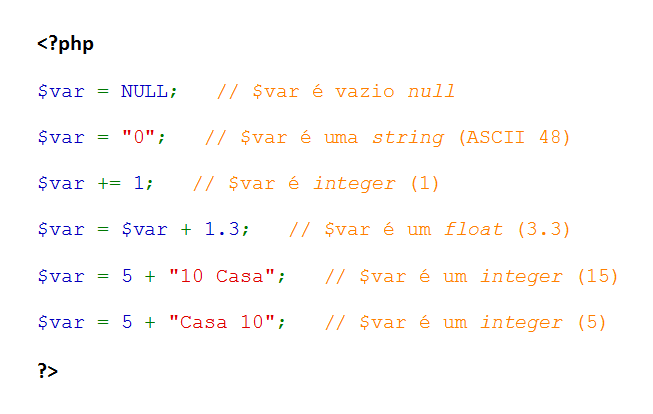 <?php
$var = NULL;   // $var é vazio null
$var = "0";   // $var é uma string (ASCII 48)
$var += 1;   // $var é integer (1)
$var = $var + 1.3;   // $var é um float (3.3)
$var = 5 + "10 Casa";   // $var é um integer (15)
$var = 5 + "Casa 10";   // $var é um integer (5)
?>